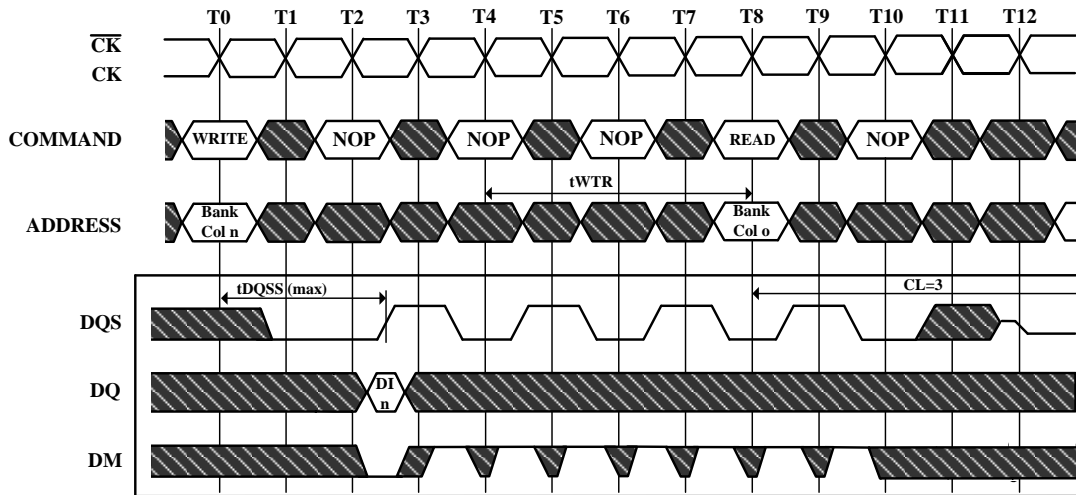 T0 T1 T2 T3 T4 T5 T6 T7 T8 T9 T10 T11 T12
CK
CK
COMMAND WRITE NOP NOP NOP READ NOP
tWTR
ADDRESS Bank Col n Bank Col o
tDQSS (max) CL=3
DQS
DQ DI n
DM